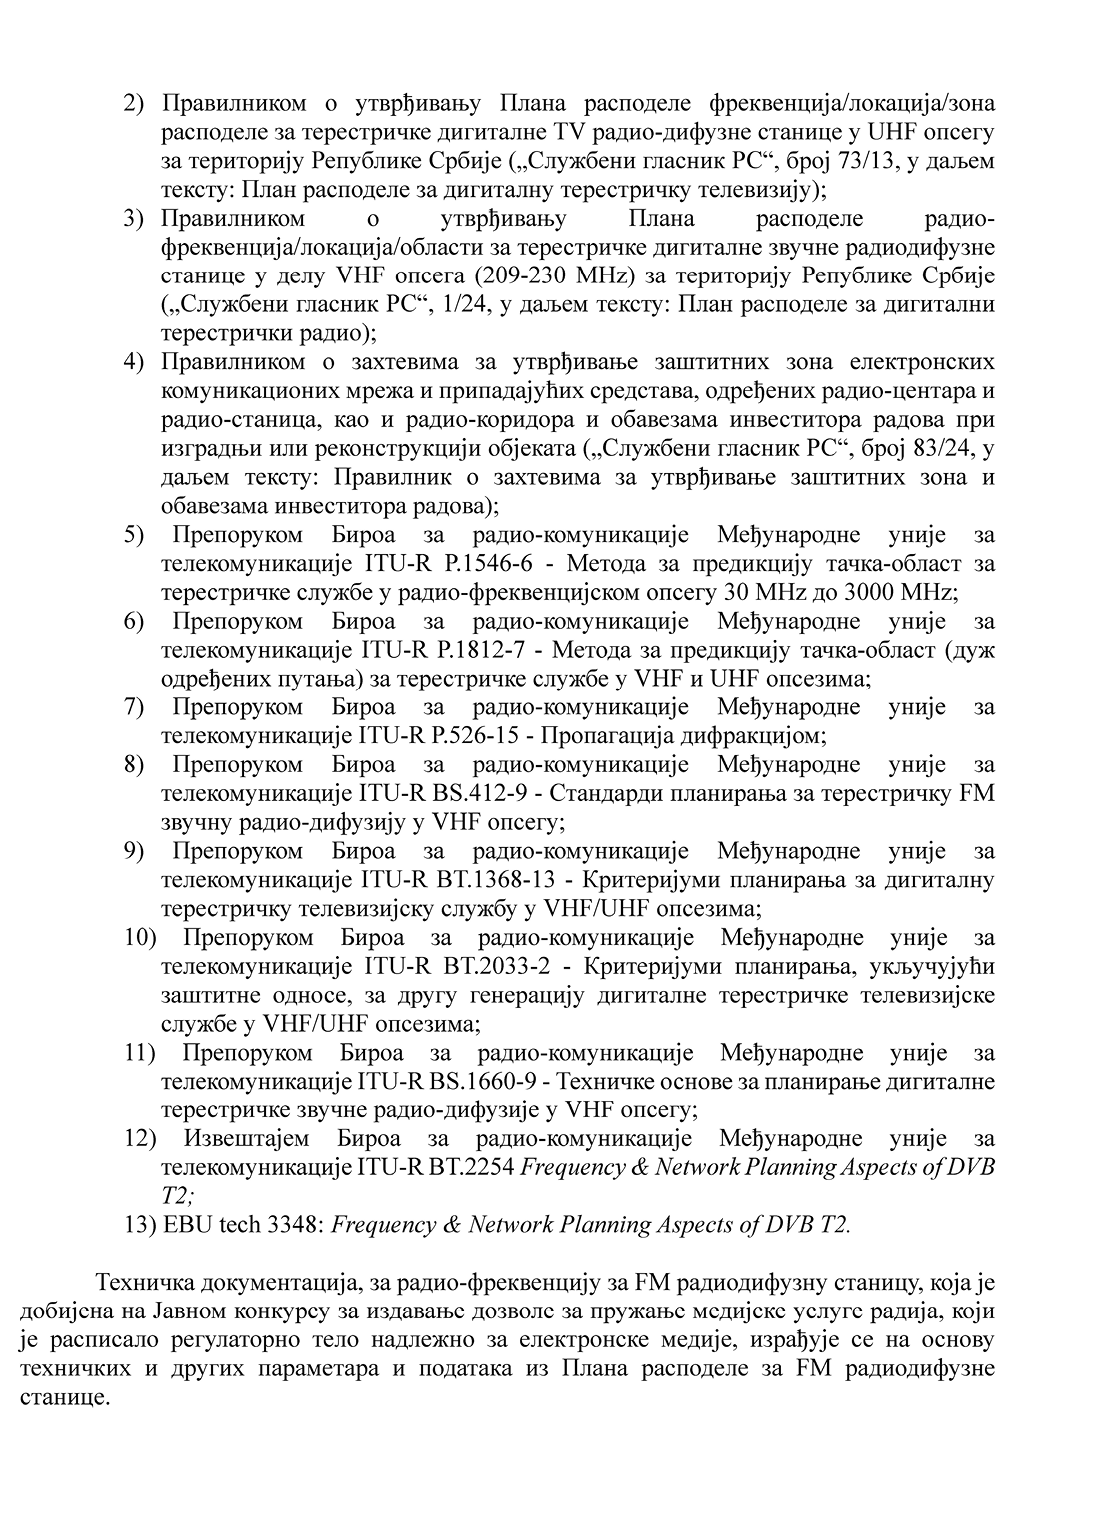 2) Правилником о утврђивању Плана расподеле фреквенција/локација/зона
расподеле за терестричке дигиталне TV радио-дифузне станице у UHF опсегу
за територију Републике Србије („Службени гласник РС“, број 73/13, у даљем
тексту: План расподеле за дигиталну терестричку телевизију);
3) Правилником о утврђивању Плана расподеле радио-
фреквенција/локација/области за терестричке дигиталне звучне радиодифузне
станице у делу VHF опсега (209-230 MHz) за територију Републике Србије
(„Службени гласник РС“, 1/24, у даљем тексту: План расподеле за дигитални
терестрички радио);
4) Правилником о захтевима за утврђивање заштитних зона електронских
комуникационих мрежа и припадајућих средстава, одређених радио-центара и
радио-станица, као и радио-коридора и обавезама инвеститора радова при
изградњи или реконструкцији објеката („Службени гласник РС“, број 83/24, у
даљем тексту: Правилник о захтевима за утврђивање заштитних зона и
обавезама инвеститора радова);
5) Препоруком Бироа за радио-комуникације Међународне уније за
телекомуникације ITU-R P.1546-6 - Метода за предикцију тачка-област за
терестричке службе у радио-фреквенцијском опсегу 30 MHz до 3000 MHz;
6) Препоруком Бироа за радио-комуникације Међународне уније за
телекомуникације ITU-R P.1812-7 - Метода за предикцију тачка-област (дуж
одређених путања) за терестричке службе у VHF и UHF опсезима;
7) Препоруком Бироа за радио-комуникације Међународне уније за
телекомуникације ITU-R P.526-15 - Пропагација дифракцијом;
8) Препоруком Бироа за радио-комуникације Међународне уније за
телекомуникације ITU-R BS.412-9 - Стандарди планирања за терестричку FM
звучну радио-дифузију у VHF опсегу;
9) Препоруком Бироа за радио-комуникације Међународне уније за
телекомуникације ITU-R BT.1368-13 - Критеријуми планирања за дигиталну
терестричку телевизијску службу у VHF/UHF опсезима;
10) Препоруком Бироа за радио-комуникације Међународне уније за
телекомуникације ITU-R BT.2033-2 - Критеријуми планирања, укључујући
заштитне односе, за другу генерацију дигиталне терестричке телевизијске
службе у VHF/UHF опсезима;
11) Препоруком Бироа за радио-комуникације Међународне уније за
телекомуникације ITU-R BS.1660-9 - Техничке основе за планирање дигиталне
терестричке звучне радио-дифузије у VHF опсегу;
12) Извештајем Бироа за радио-комуникације Међународне уније за
телекомуникације ITU-R BT.2254 Frequency & Network Planning Aspects of DVB
T2;
13) EBU tech 3348: Frequency & Network Planning Aspects of DVB T2.
Техничка документација, за радио-фреквенцију за FM радиодифузну станицу, која је
добијена на Јавном конкурсу за издавање дозволе за пружање медијске услуге радија, који
је расписало регулаторно тело надлежно за електронске медије, израђује се на основу
техничких и других параметара и података из Плана расподеле за FM радиодифузне
станице.